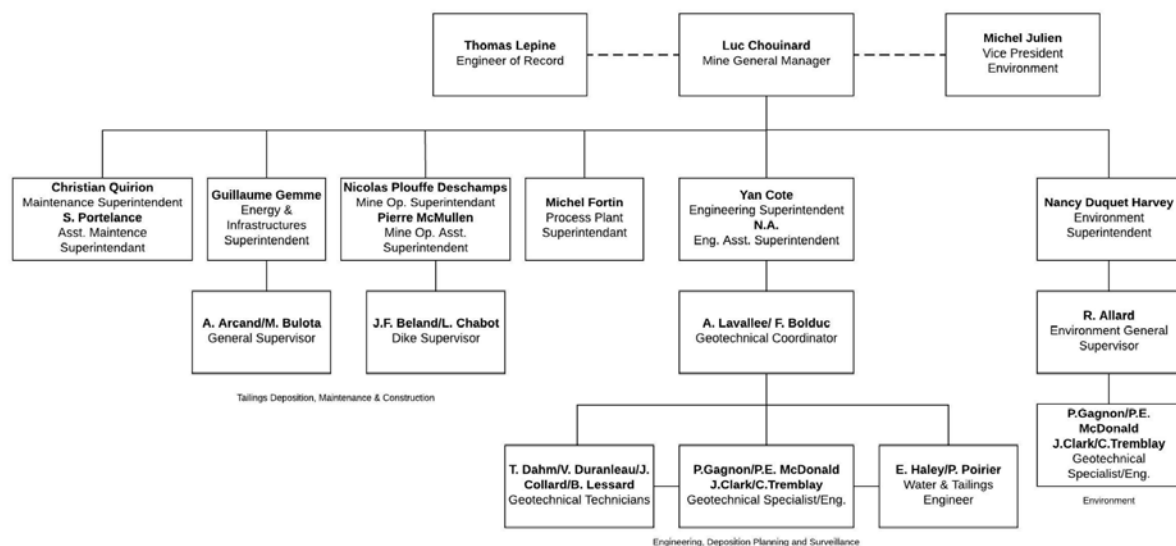 Thomas Lepine
Engineer of Record
Luc Chouinard
Mine General Manager
Michel Julien
Vice President
Environment
Christian Quirion
Maintenance Superintendent
S. Portelance
Asst. Maintence
Superintendant
Guillaume Gemme
Energy &
Infrastructures
Superintendent
Nicolas Plouffe Deschamps
Mine Op. Superintendant
Pierre McMullen
Mine Op. Asst.
Superintendent
Michel Fortin
Process Plant
Superintendant
Yan Cote
Engineering Superintendent
N.A.
Eng. Asst. Superintendent
Nancy Duquet Harvey
Environment
Superintendent
A. Arcand/M. Bulota
General Supervisor
J.F. Beland/L. Chabot
Dike Supervisor
A. Lavallee/ F. Bolduc
Geotechnical Coordinator
R. Allard
Environment General
Supervisor
Tailings Deposition, Maintenance & Construction
T. Dahm/V. Duranleau/J.
Collard/B. Lessard
Geotechnical Technicians
P.Gagnon/P.E. McDonald
J.Clark/C.Tremblay
Geotechnical Specialist/Eng.
E. Haley/P. Poirier
Water & Tailings
Engineer
P.Gagnon/P.E.
McDonald
J.Clark/C.Tremblay
Geotechnical
Specialist/Eng.
Environment
Engineering, Deposition Planning and Surveillance